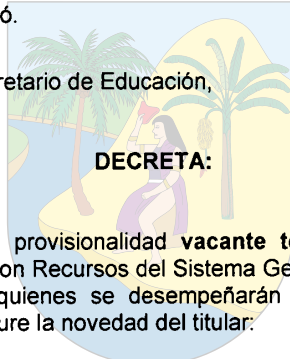 ó.
retario de Educación,
DECRETA:
provisionalidad vacante t
on Recursos del Sistema Ge
quienes se desempeñarán
ure la novedad del titular: